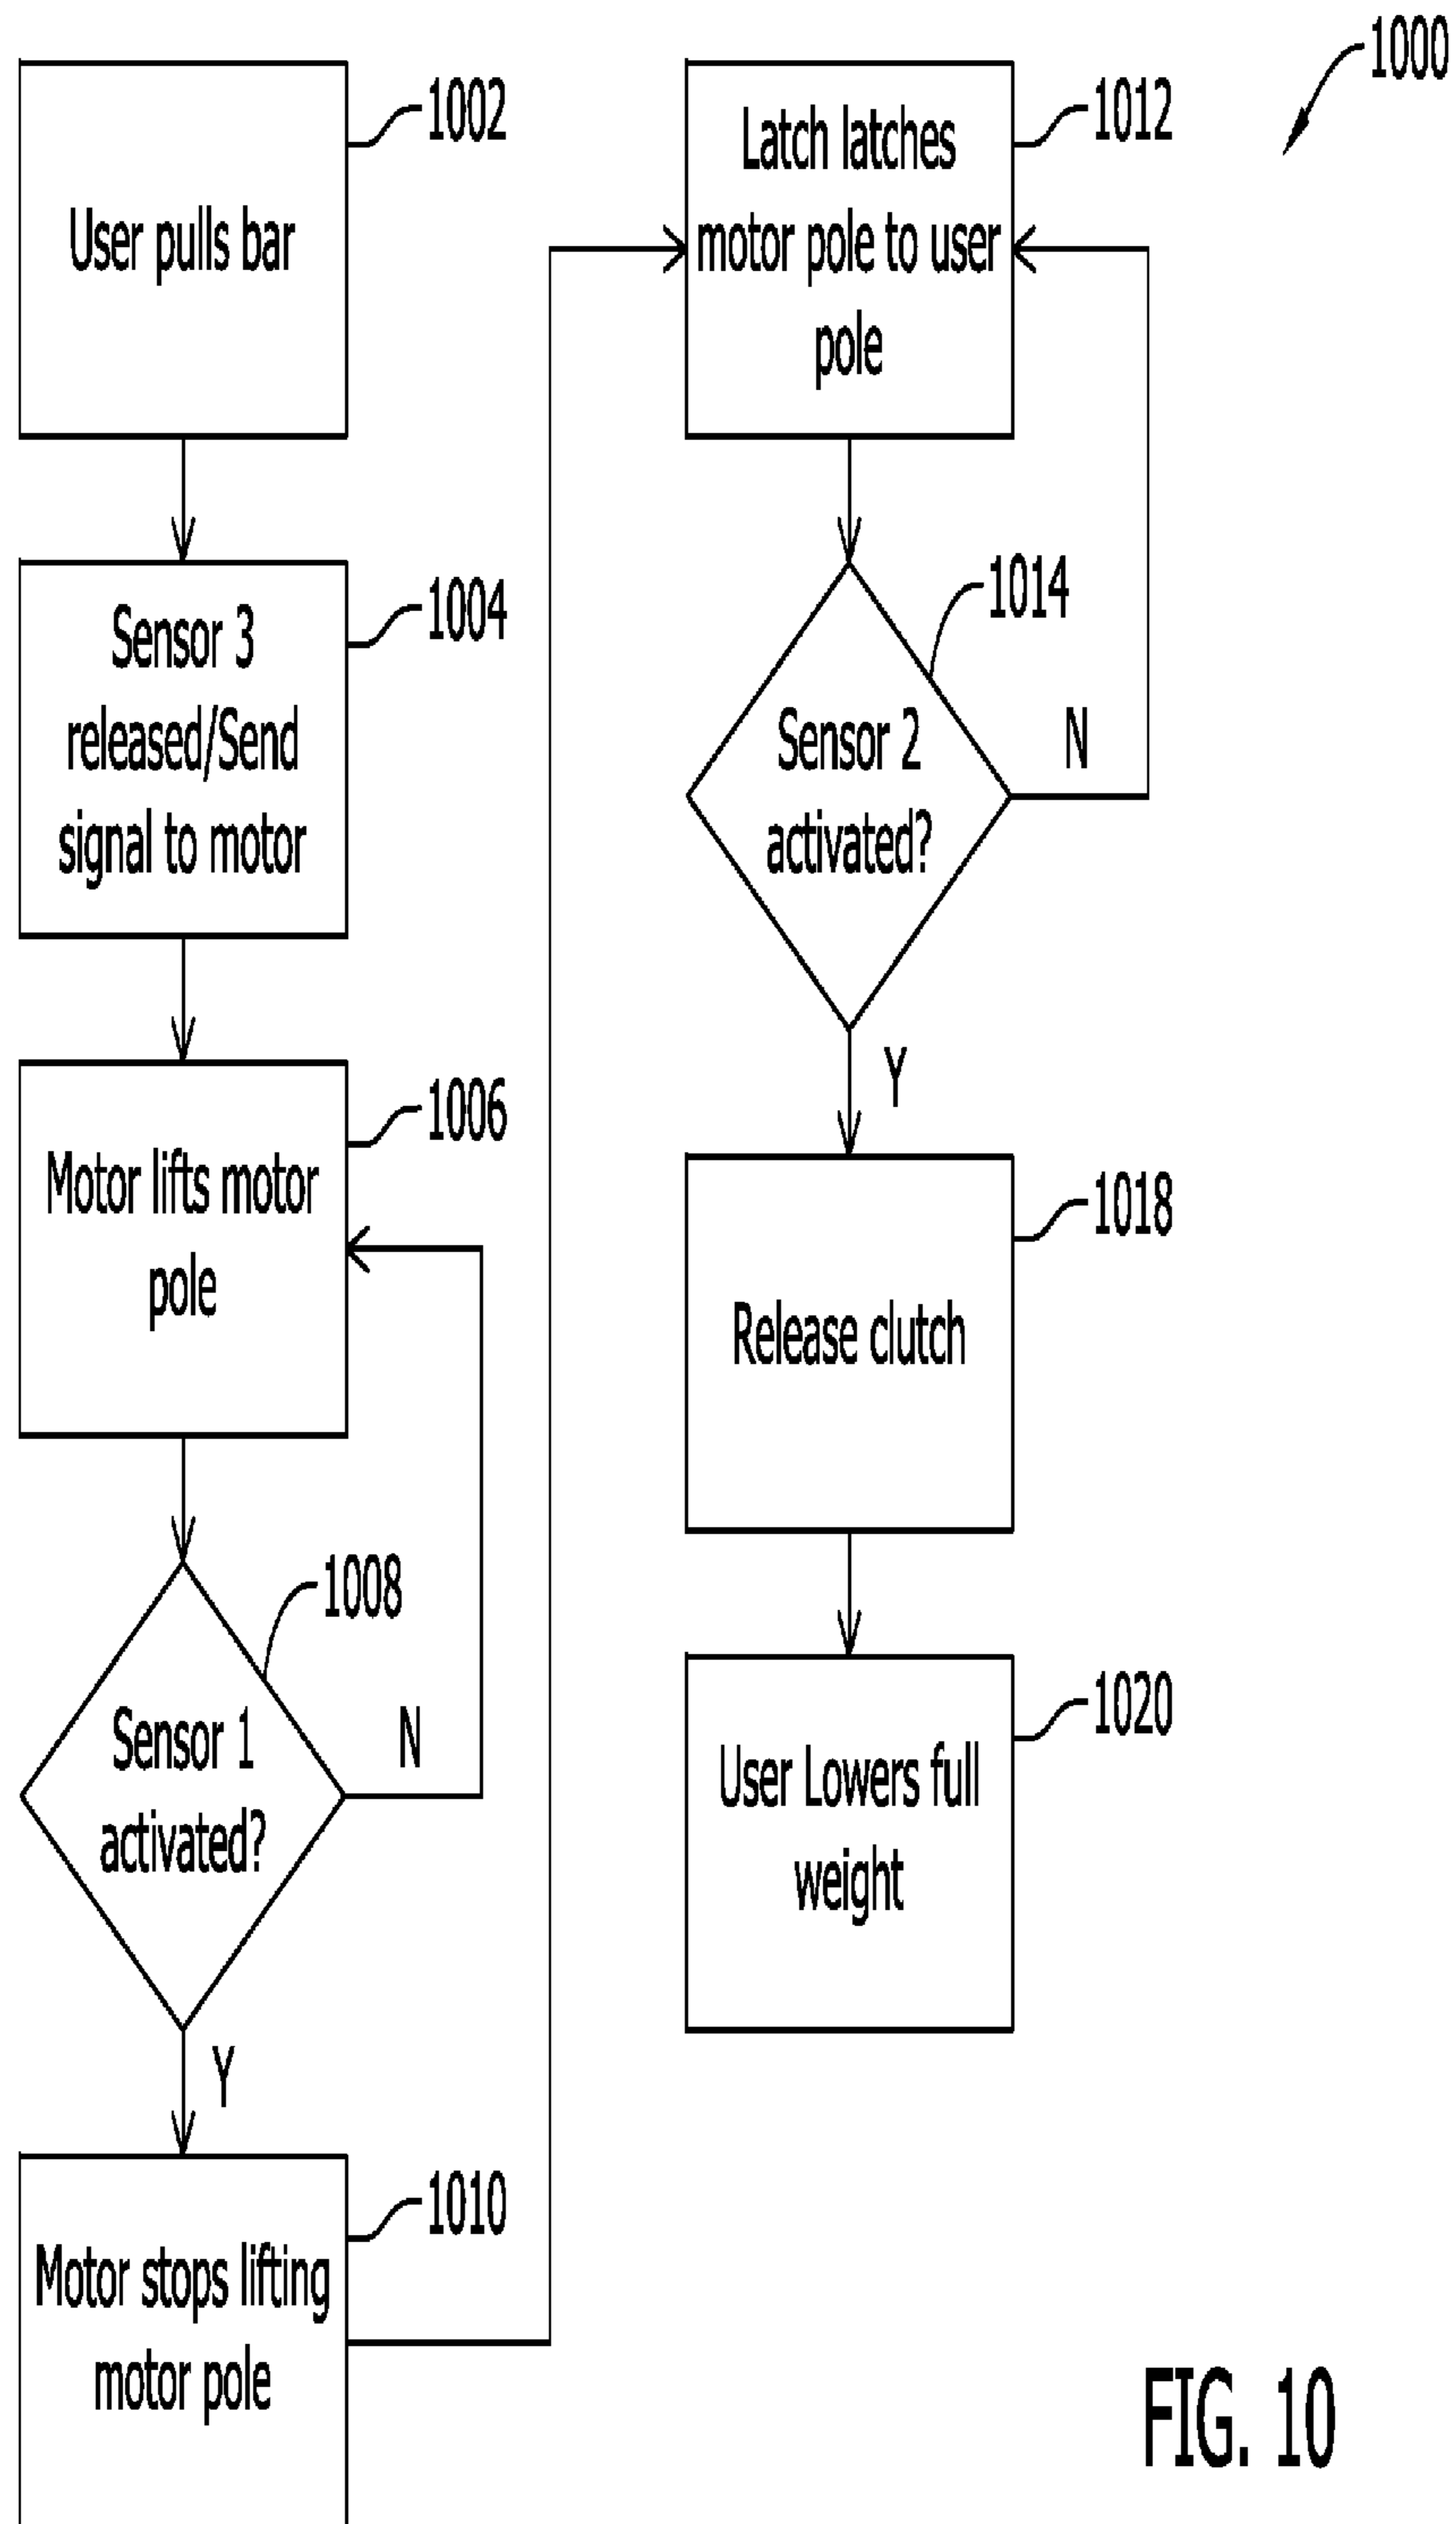 1000
1002
User pulls bar
1004
Sensor 3
released/Send
signal to motor
1006
Motor lifts motor
pole
1008
Sensor 1
activated?
N
Y
1010
Motor stops lifting
motor pole
1012
Latch latches
motor pole to user
pole
1014
Sensor 2
activated?
N
Y
1018
Release clutch
1020
User Lowers full
weight
FIG. 10